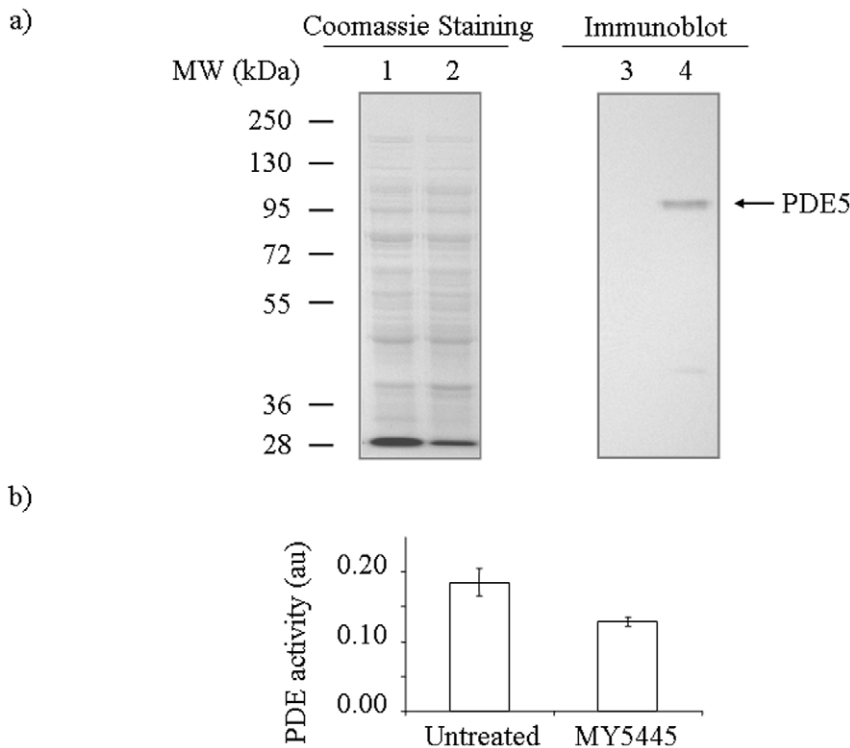 a)
Coomassie Staining Immunoblot
MW (kDa) 1 2 3 4
250
130
95 PDE5
72
55
36
28
b)
PDE activity (au)
0.20
0.10
0.00
Untreated MY5445